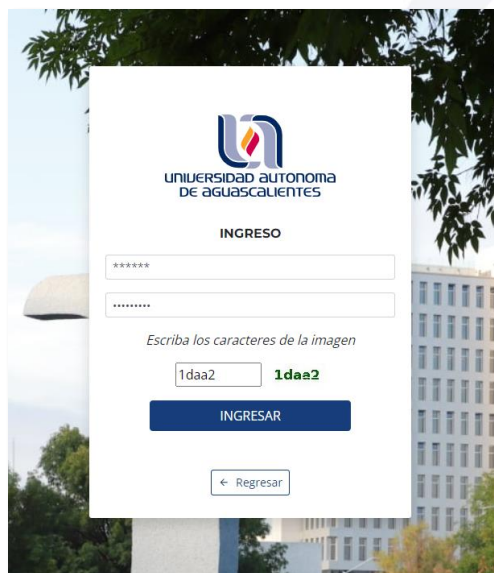 UNIVERSIDAD AUTONOMA
DE AGUASCALIENTES
INGRESO
******
•••••••••
Escriba los caracteres de la imagen
1daa2 1daa2
INGRESAR
← Regresar